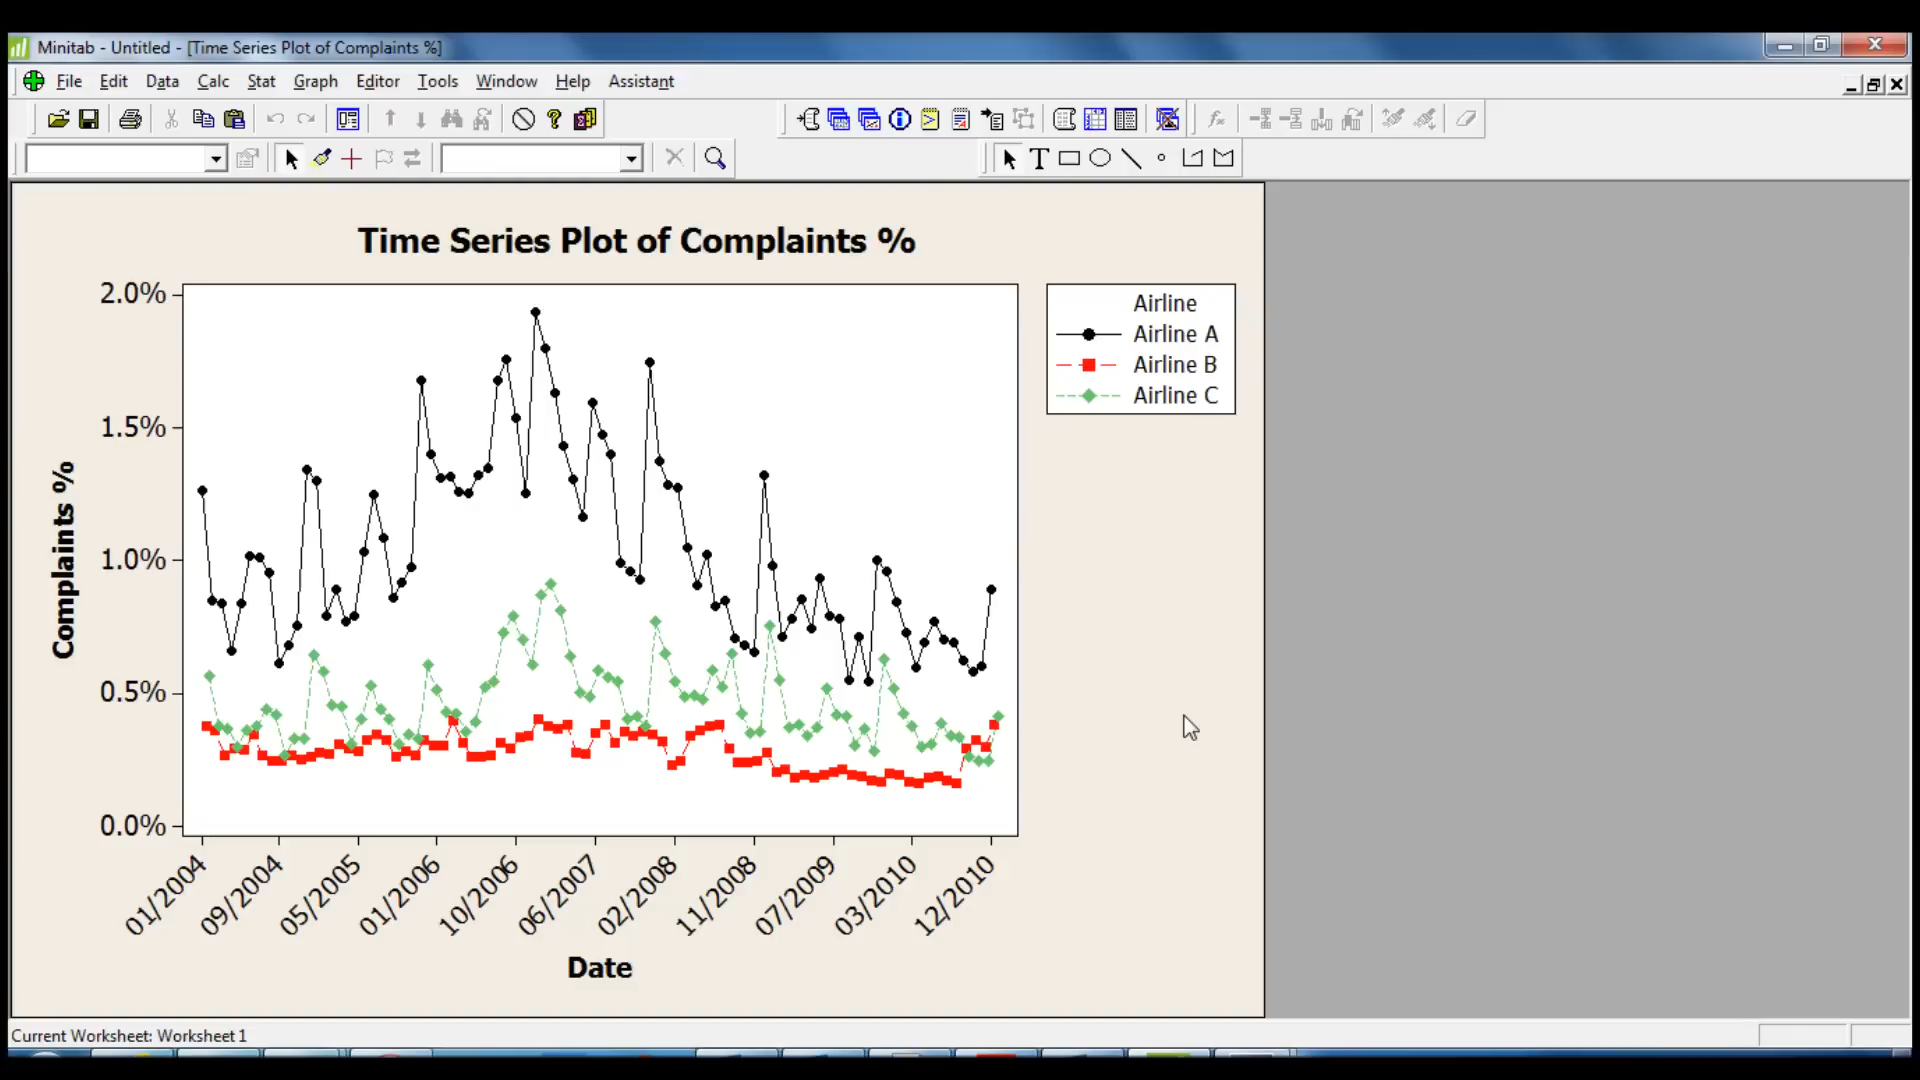 Minitab - Untitled - [Time Series Plot of Complaints %]
File Edit Data Calc Stat Graph Editor Tools Window Help Assistant
Time Series Plot of Complaints %
2.0%
1.5%
1.0%
0.5%
0.0%
Complaints %
Airline
Airline A
Airline B
Airline C
01/2004 09/2004 05/2005 01/2006 10/2006 06/2007 02/2008 11/2008 07/2009 03/2010 12/2010
Date
Current Worksheet: Worksheet 1